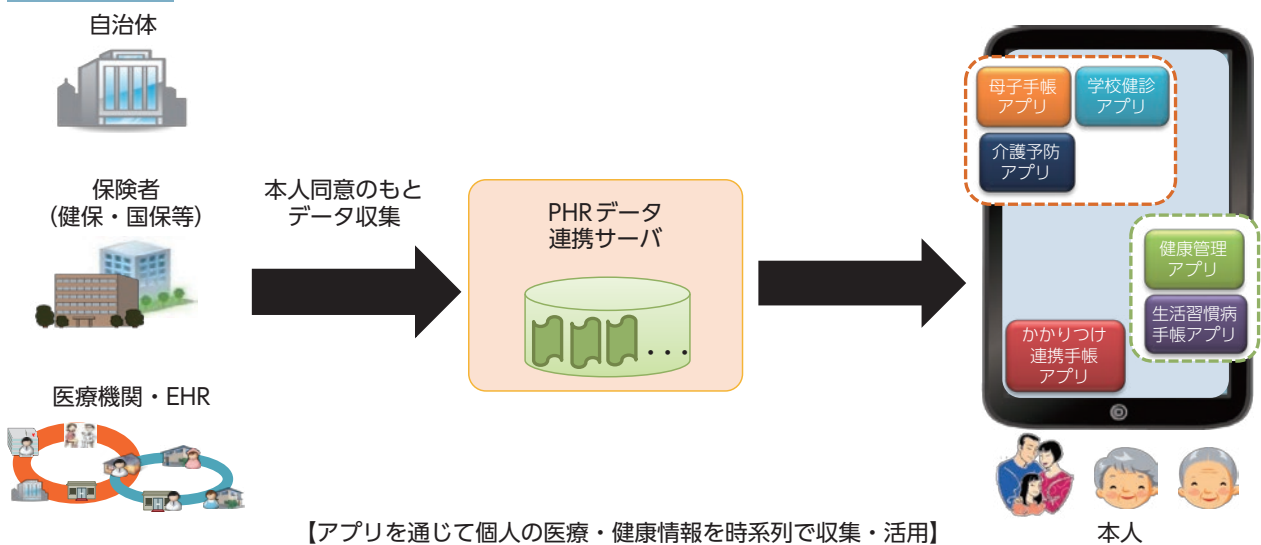 自治体
保険者
（健保・国保等）
医療機関・EHR
本人同意のもと
データ収集
PHRデータ
連携サーバ
・・・
母子手帳
アプリ
学校健診
アプリ
介護予防
アプリ
健康管理
アプリ
生活習慣病
手帳アプリ
かかりつけ
連携手帳
アプリ
本人
【アプリを通じて個人の医療・健康情報を時系列で収集・活用】